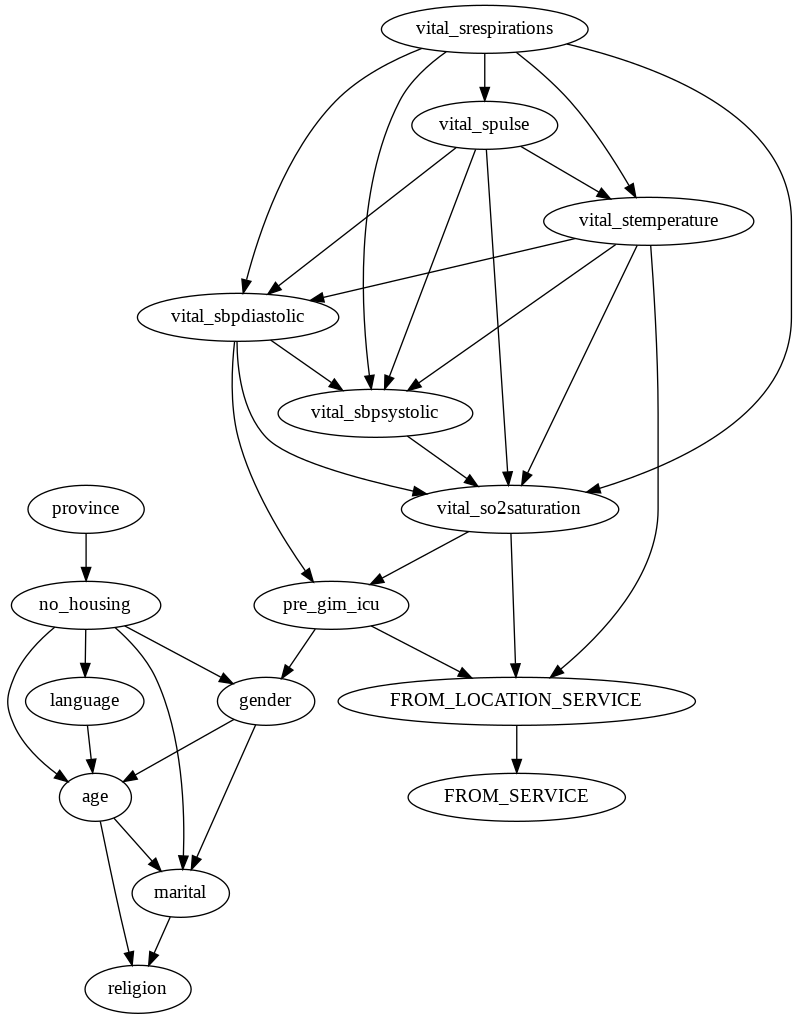 vital_srespirations
vital_spulse
vital_stemperature
vital_sbpdiastolic
vital_sbpsystolic
province
vital_so2saturation
no_housing
pre_gim_icu
language
gender
FROM_LOCATION_SERVICE
age
FROM_SERVICE
marital
religion